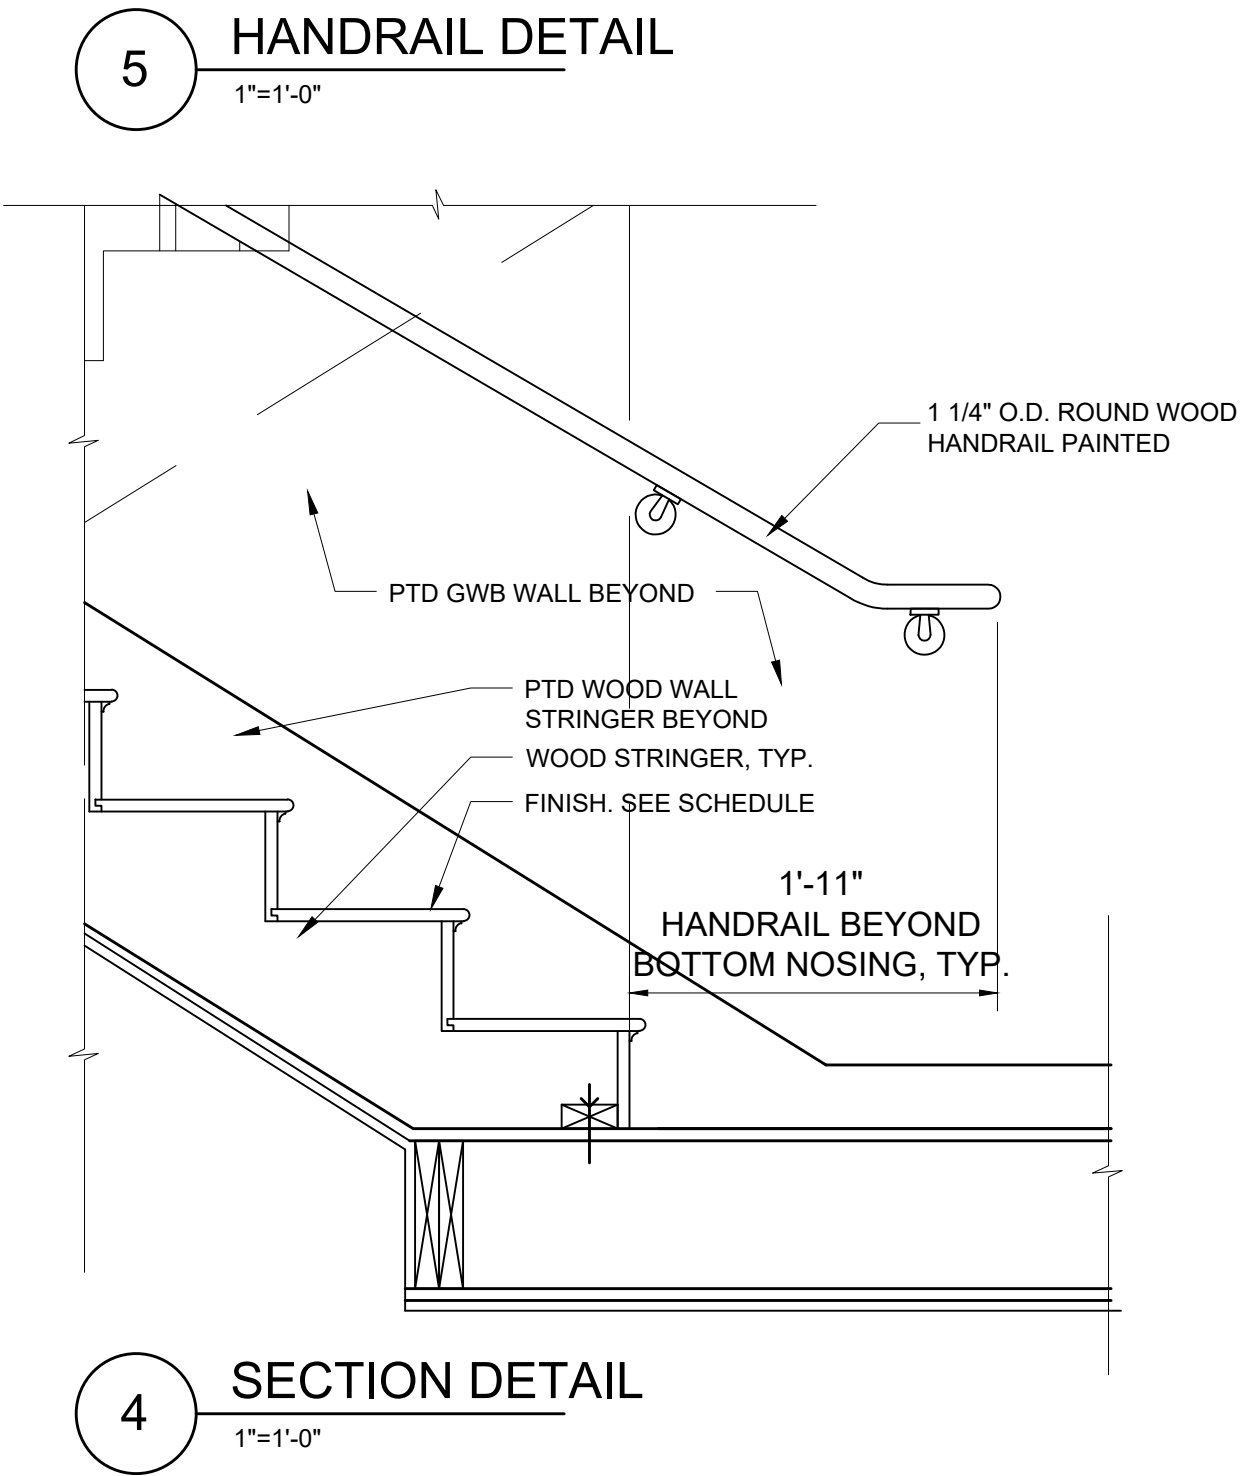 5
HANDRAIL DETAIL
1"=1'-0"
1 1/4" O.D. ROUND WOOD
HANDRAIL PAINTED
PTD GWB WALL BEYOND
PTD WOOD WALL
STRINGER BEYOND
WOOD STRINGER, TYP.
FINISH. SEE SCHEDULE
1'-11"
HANDRAIL BEYOND
BOTTOM NOSING, TYP.
4
SECTION DETAIL
1"=1'-0"